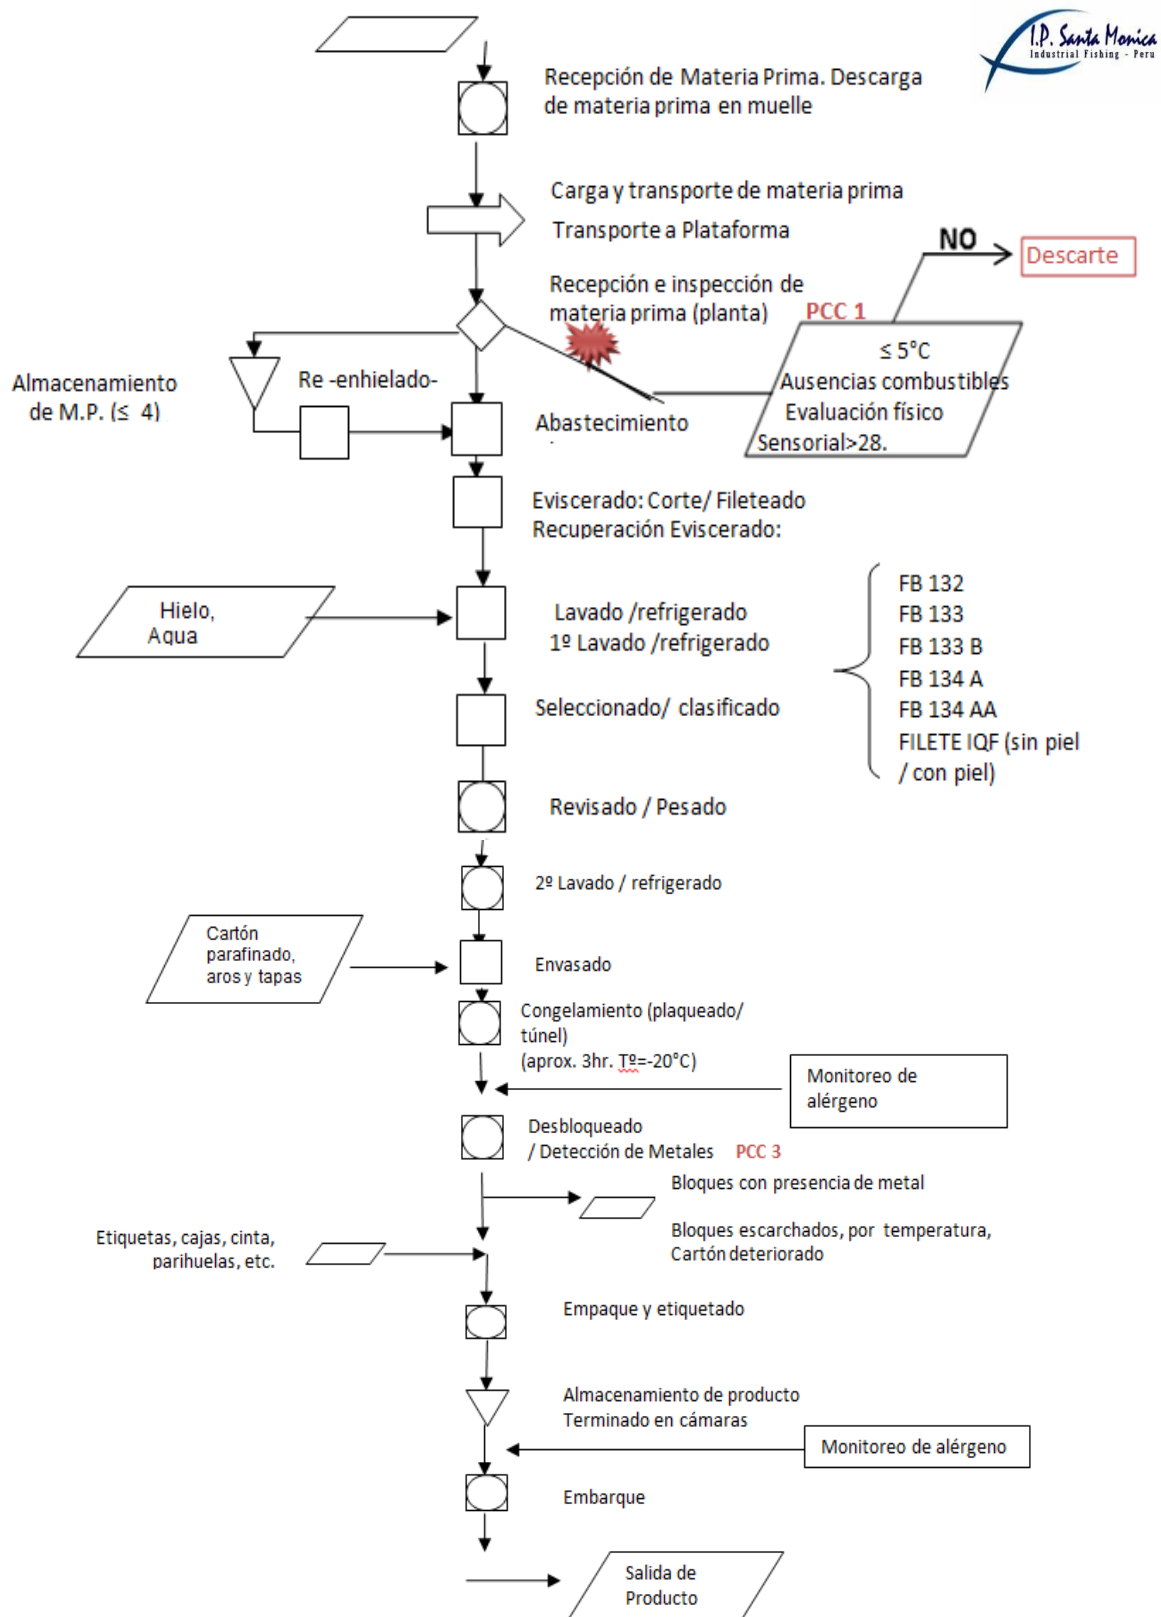 I.P. Santa Monica
Industrial Fishing - Peru
Recepción de Materia Prima. Descarga
de materia prima en muelle
Carga y transporte de materia prima
Transporte a Plataforma
NO
Descarte
Recepción e inspección de
materia prima (planta)
PCC 1
≤ 5°C
Ausencias combustibles
Evaluación físico
Sensorial>28.
Almacenamiento
de M.P. (≤ 4)
Re -enhielado-
Abastecimiento
Eviscerado: Corte/ Fileteado
Recuperación Eviscerado:
Hielo,
Aqua
Lavado /refrigerado
1º Lavado /refrigerado
FB 132
FB 133
FB 133 B
FB 134 A
FB 134 AA
FILETE IQF (sin piel
/ con piel)
Seleccionado/ clasificado
Revisado / Pesado
2º Lavado / refrigerado
Cartón
parafinado,
aros y tapas
Envasado
Congelamiento (plaqueado/
túnel)
(aprox. 3hr. Tº=-20°C)
Monitoreo de
alérgeno
Desbloqueado
/ Detección de Metales PCC 3
Bloques con presencia de metal
Bloques escarchados, por temperatura,
Cartón deteriorado
Etiquetas, cajas, cinta,
parihuelas, etc.
Empaque y etiquetado
Almacenamiento de producto
Terminado en cámaras
Monitoreo de alérgeno
Embarque
Salida de
Producto